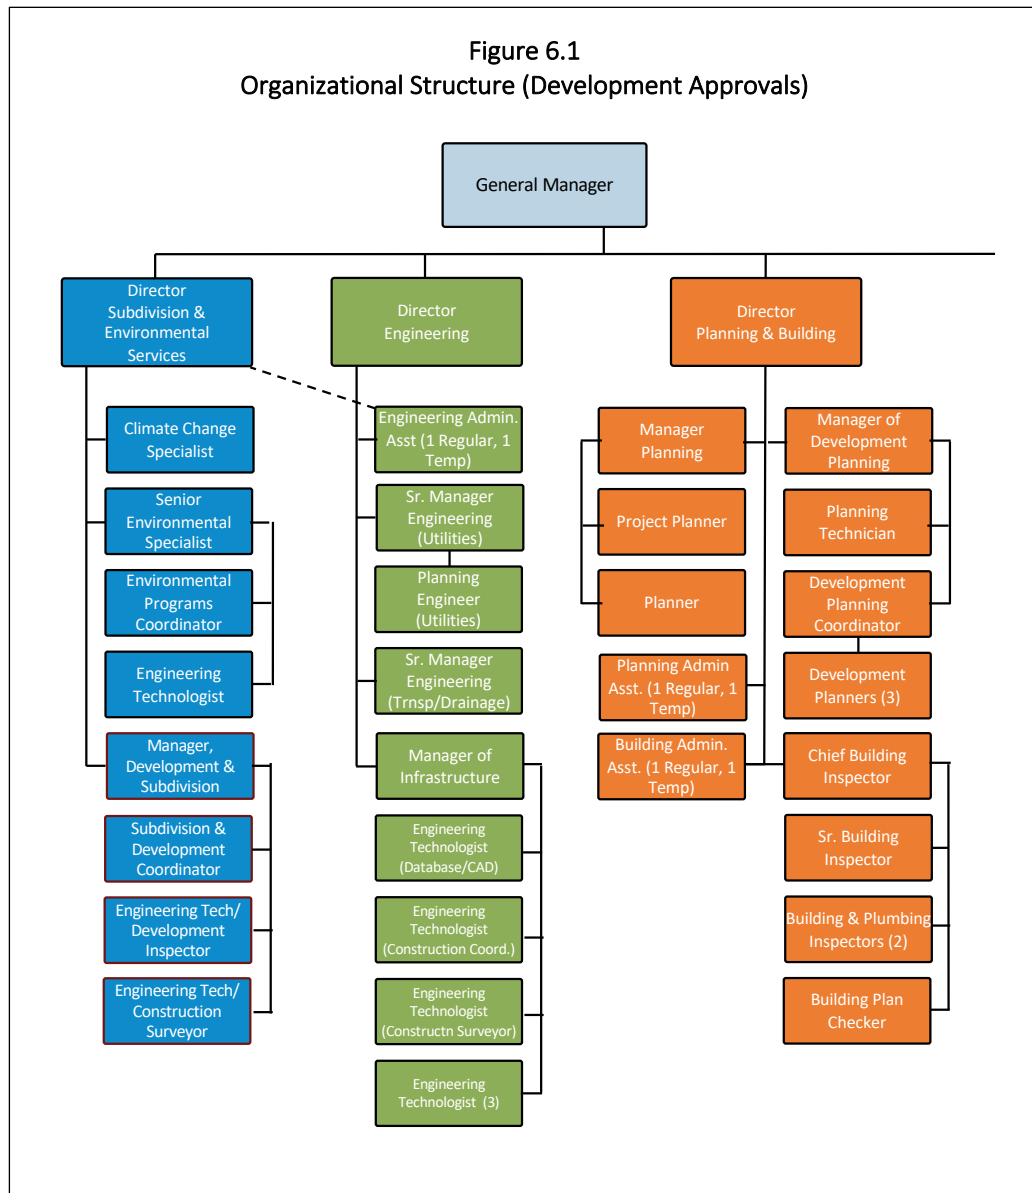 Figure 6.1
Organizational Structure (Development Approvals)
General Manager
Director
Subdivision &
Environmental
Services
Director
Engineering
Director
Planning & Building
Climate Change
Specialist
Senior
Environmental
Specialist
Environmental
Programs
Coordinator
Engineering
Technologist
Manager,
Development &
Subdivision
Subdivision &
Development
Coordinator
Engineering Tech/
Development
Inspector
Engineering Tech/
Construction
Surveyor
Engineering Admin.
Asst (1 Regular, 1
Temp)
Sr. Manager
Engineering
(Utilities)
Planning
Engineer
(Utilities)
Sr. Manager
Engineering
(Trnsp/Drainage)
Manager of
Infrastructure
Engineering
Technologist
(Database/CAD)
Engineering
Technologist
(Construction Coord.)
Engineering
Technologist
(Constructn Surveyor)
Engineering
Technologist (3)
Manager
Planning
Project Planner
Planner
Planning Admin
Asst. (1 Regular, 1
Temp)
Building Admin.
Asst. (1 Regular, 1
Temp)
Manager of
Development
Planning
Planning
Technician
Development
Planning
Coordinator
Development
Planners (3)
Chief Building
Inspector
Sr. Building
Inspector
Building & Plumbing
Inspectors (2)
Building Plan
Checker